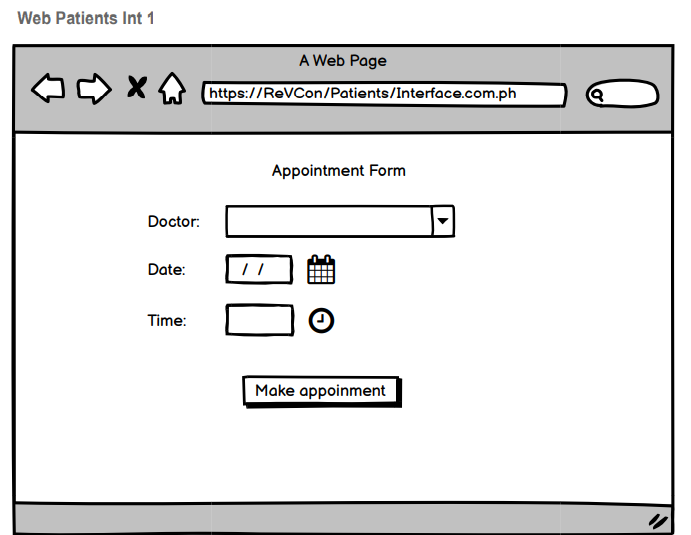 Web Patients Int 1
A Web Page
https://ReVCon/Patients/Interface.com.ph
Appointment Form
Doctor:
Date: / /
Time:
Make appoinment